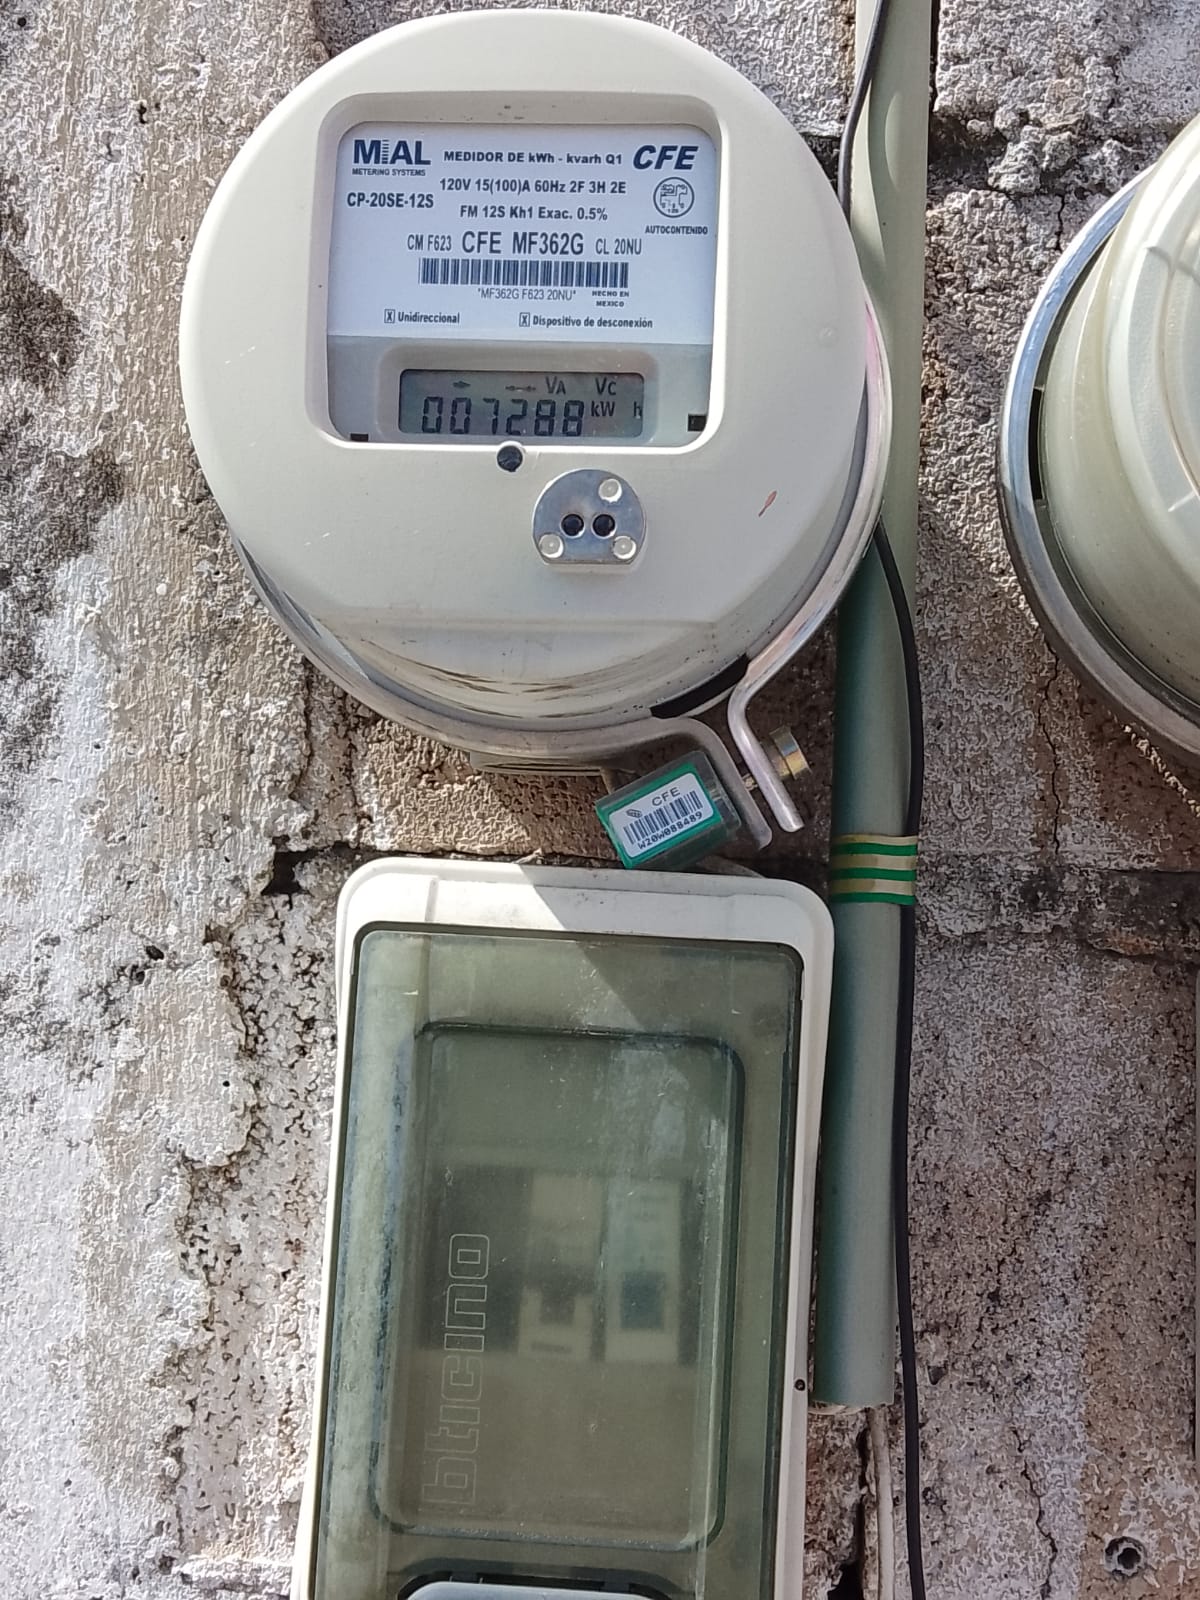 MIAL
METERING SYSTEMS
MEDIDOR DE kWh - kvarh Q1
CFE
120V 15(100)A 60Hz 2F 3H 2E
CP-20SE-12S
FM 12S Kh1 Exac. 0.5%
AUTOCONTENIDO
CM F623 CFE MF362G CL 20NU
*MF362G F623 20NU*
HECHO EN
MEXICO
X Unidireccional
X Dispositivo de desconexión
VA VC
007288 kW h
CFE
W20W088489
bticino